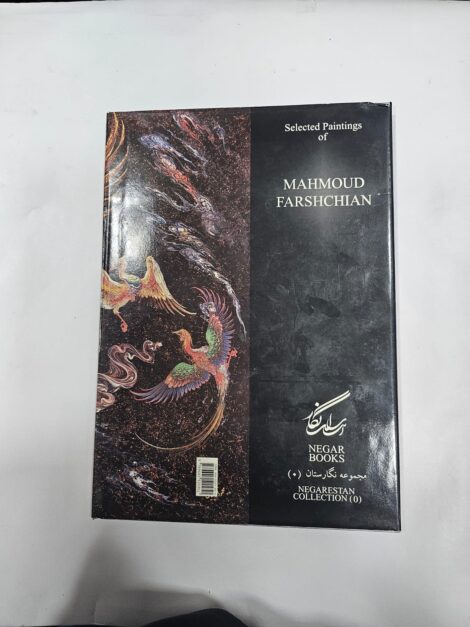 Selected Paintings
of
MAHMOUD
FARSHCHIAN
NEGAR
BOOKS
مجموعه نگارستان (۰)
NEGARESTAN
COLLECTION (0)